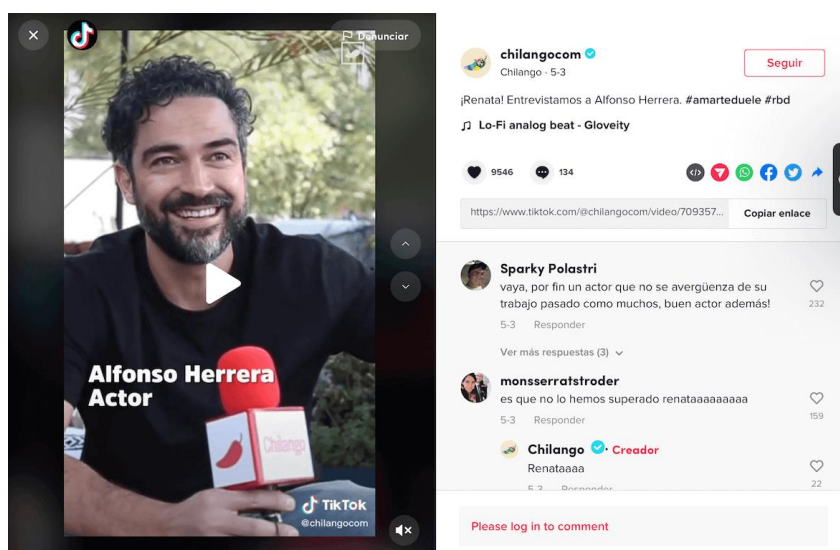 Denunciar
Alfonso Herrera
Actor
Chilango
TikTok
@chilangocom
chilangocom
Chilango · 5-3
Seguir
¡Renata! Entrevistamos a Alfonso Herrera. #amarteduele #rbd
Lo-Fi analog beat - Gloveity
9546
134
https://www.tiktok.com/@chilangocom/video/709357...
Copiar enlace
Sparky Polastri
vaya, por fin un actor que no se avergüenza de su
trabajo pasado como muchos, buen actor además!
232
5-3 Responder
Ver más respuestas (3)
monsserratstroder
es que no lo hemos superado renataaaaaaaaa
159
5-3 Responder
Chilango · Creador
Renataaaa
22
5-3 Responder
Please log in to comment